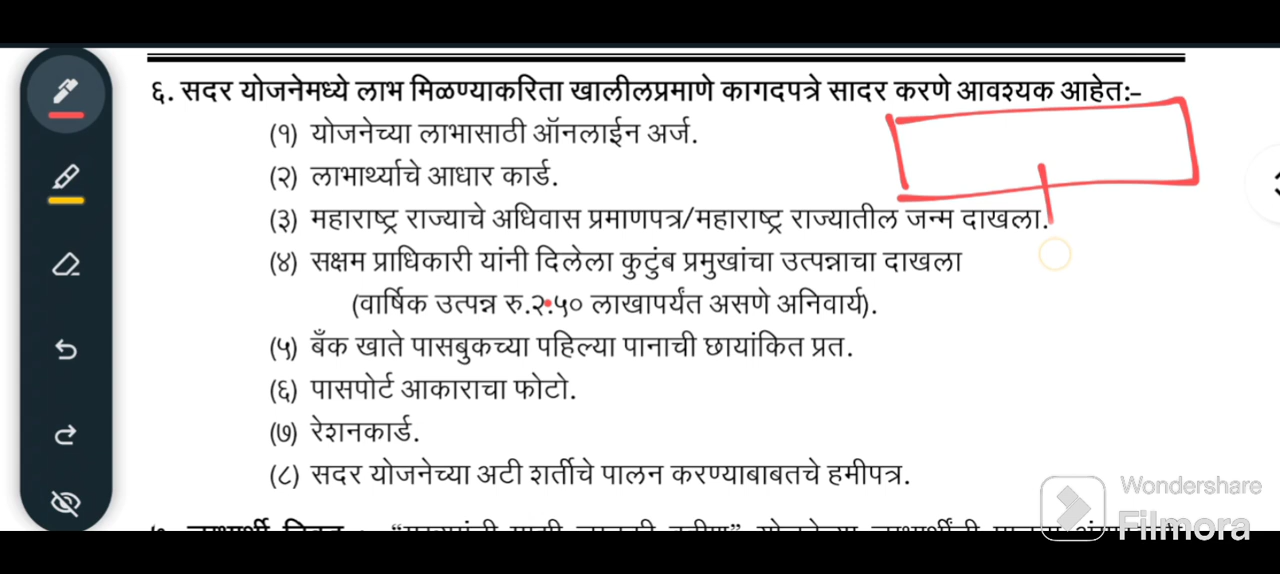 ६. सदर योजनेमध्ये लाभ मिळण्याकरिता खालीलप्रमाणे कागदपत्रे सादर करणे आवश्यक आहेत:-
(१) योजनेच्या लाभासाठी ऑनलाईन अर्ज.
(२) लाभार्थ्याचे आधार कार्ड.
(३) महाराष्ट्र राज्याचे अधिवास प्रमाणपत्र/महाराष्ट्र राज्यातील जन्म दाखला.
(४) सक्षम प्राधिकारी यांनी दिलेला कुटुंब प्रमुखांचा उत्पन्नाचा दाखला
(वार्षिक उत्पन्न रु.२.५० लाखापर्यंत असणे अनिवार्य).
(५) बँक खाते पासबुकच्या पहिल्या पानाची छायांकित प्रत.
(६) पासपोर्ट आकाराचा फोटो.
(७) रेशनकार्ड.
(८) सदर योजनेच्या अटी शर्तीचे पालन करण्याबाबतचे हमीपत्र.
Wondershare
Filmora